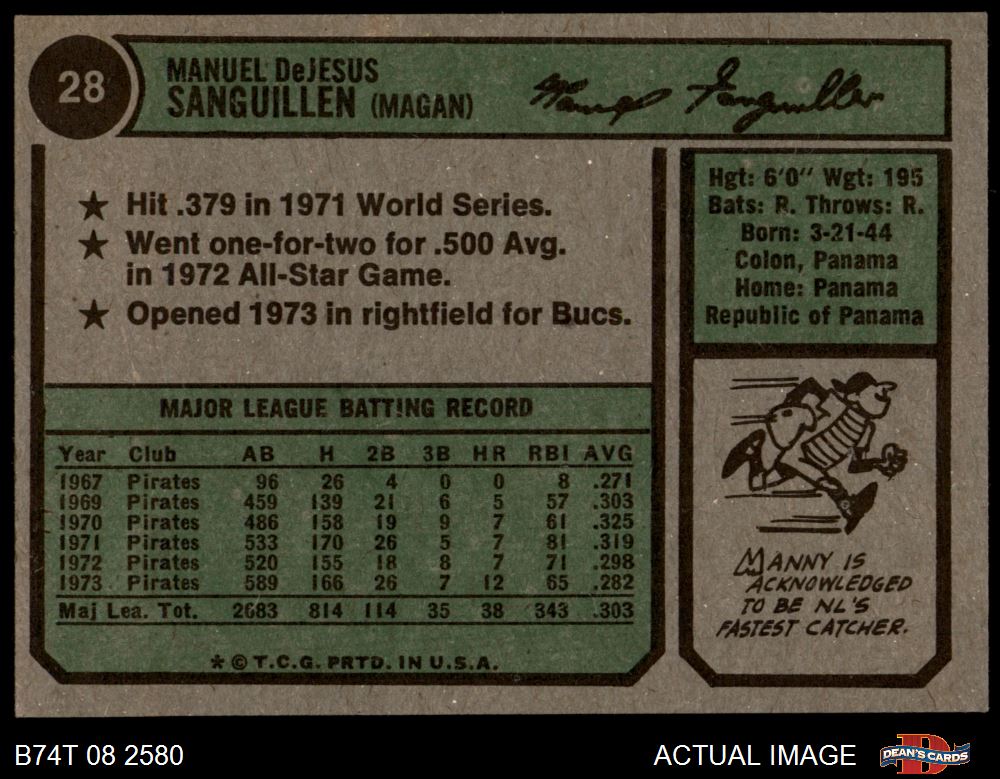 28
MANUEL DeJESUS
SANGUILLEN (MAGAN)
Manuel Sanguillen
★ Hit .379 in 1971 World Series.
★ Went one-for-two for .500 Avg.
in 1972 All-Star Game.
★ Opened 1973 in rightfield for Bucs.
Hgt: 6'0" Wgt: 195
Bats: R. Throws: R.
Born: 3-21-44
Colon, Panama
Home: Panama
Republic of Panama
MAJOR LEAGUE BATTING RECORD
Year Club AB H 2B 3B HR RBI AVG
1967 Pirates 96 26 4 0 0 8 .271
1969 Pirates 459 139 21 6 5 57 .303
1970 Pirates 486 158 19 9 7 61 .325
1971 Pirates 533 170 26 5 7 81 .319
1972 Pirates 520 155 18 8 7 71 .298
1973 Pirates 589 166 26 7 12 65 .282
Maj Lea. Tot. 2683 814 114 35 38 343 .303
* © T.C.G. PRTD. IN U.S.A.
MANNY IS
ACKNOWLEDGED
TO BE NL'S
FASTEST CATCHER.
B74T 08 2580
ACTUAL IMAGE
DEAN'S CARDS